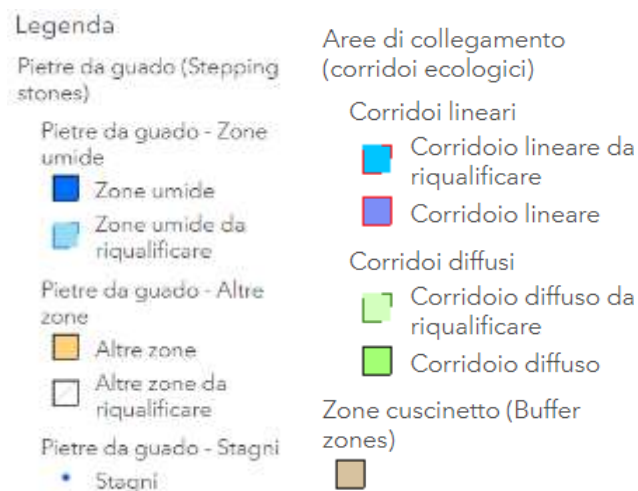 Legenda
Pietre da guado (Stepping
stones)
Pietre da guado - Zone
umide
Zone umide
Zone umide da
riqualificare
Pietre da guado - Altre
zone
Altre zone
Altre zone da
riqualificare
Pietre da guado - Stagni
Stagni
Aree di collegamento
(corridoi ecologici)
Corridoi lineari
Corridoio lineare da
riqualificare
Corridoio lineare
Corridoi diffusi
Corridoio diffuso da
riqualificare
Corridoio diffuso
Zone cuscinetto (Buffer
zones)